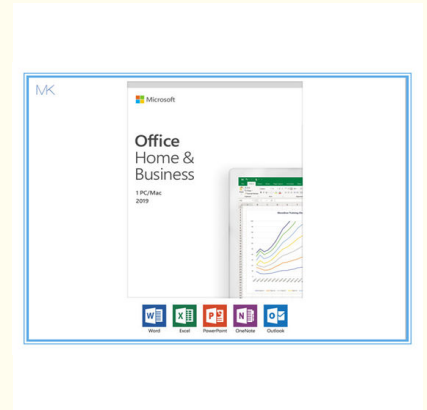 MK
Microsoft
Office
Home &
Business
1 PC/Mac
2019
W
X
P
N
O
Word
Excel
PowerPoint
OneNote
Outlook